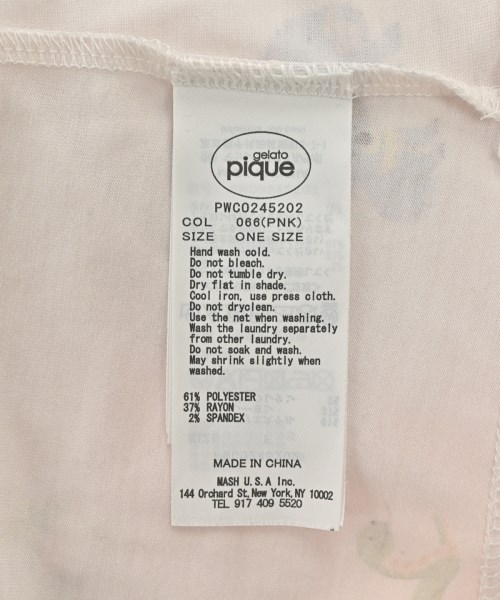 gelato
pique
PWCO245202
COL 066(PNK)
SIZE ONE SIZE
Hand wash cold.
Do not bleach.
Do not tumble dry.
Dry flat in shade.
Cool iron, use press cloth.
Do not dryclean.
Use the net when washing.
Wash the laundry separately
from other laundry.
Do not soak and wash.
May shrink slightly when
washed.
61% POLYESTER
37% RAYON
2% SPANDEX
MADE IN CHINA
MASH U.S.A Inc.
144 Orchard St, New York, NY 10002
TEL 917 409 5520